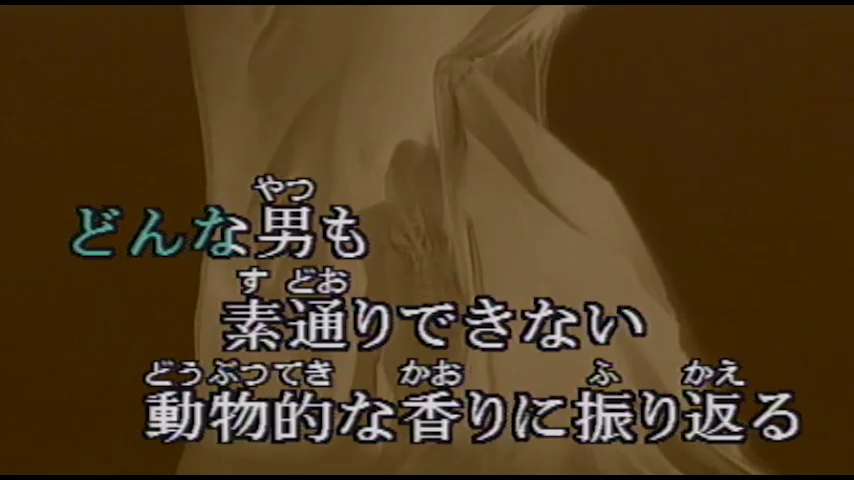 やつ
どんな男も
す どお
素通りできない
どうぶつてき かお ふ かえ
動物的な香りに振り返る